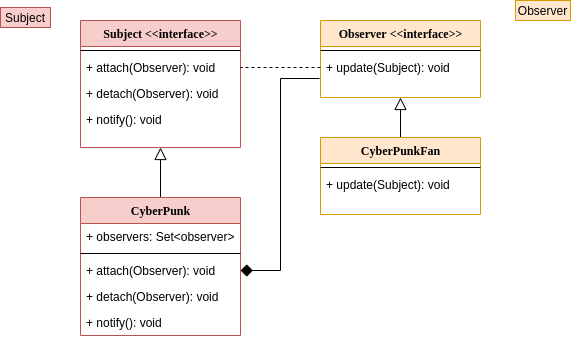 Subject
Observer
Subject <<interface>>
+ attach(Observer): void
+ detach(Observer): void
+ notify(): void
Observer <<interface>>
+ update(Subject): void
CyberPunkFan
+ update(Subject): void
CyberPunk
+ observers: Set<observer>
+ attach(Observer): void
+ detach(Observer): void
+ notify(): void